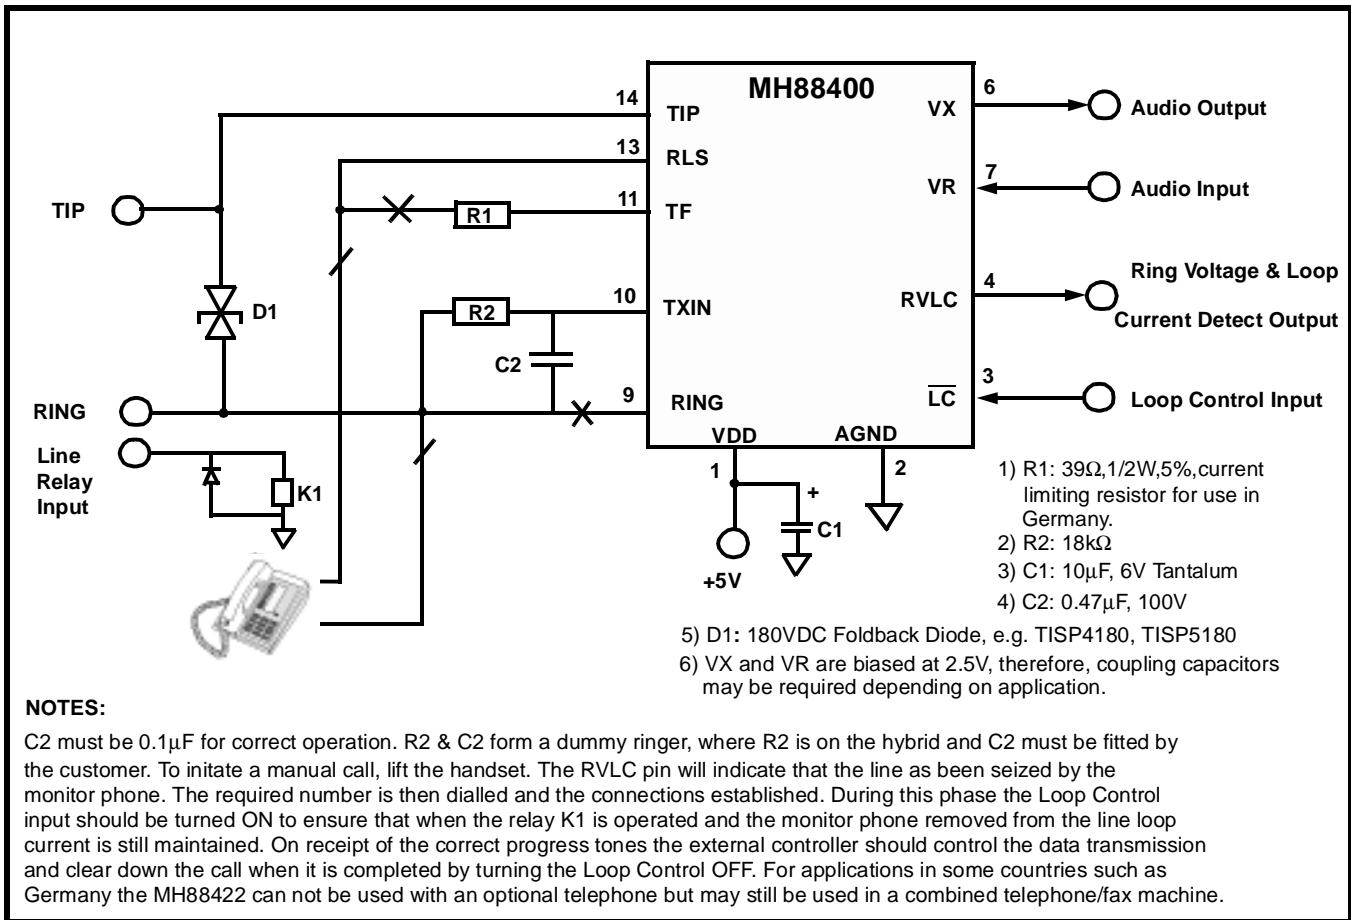 MH88400
14
TIP
13
RLS
11
TF
10
TXIN
9
RING
VDD
1
AGND
2
6
VX
Audio Output
7
VR
Audio Input
4
RVLC
Ring Voltage & Loop
Current Detect Output
3
LC
Loop Control Input
TIP
R1
D1
R2
C2
RING
Line
Relay
Input
K1
+
C1
+5V
1) R1: 39Ω,1/2W,5%,current
limiting resistor for use in
Germany.
2) R2: 18kΩ
3) C1: 10µF, 6V Tantalum
4) C2: 0.47µF, 100V
5) D1: 180VDC Foldback Diode, e.g. TISP4180, TISP5180
6) VX and VR are biased at 2.5V, therefore, coupling capacitors
may be required depending on application.
NOTES:
C2 must be 0.1µF for correct operation. R2 & C2 form a dummy ringer, where R2 is on the hybrid and C2 must be fitted by
the customer. To initate a manual call, lift the handset. The RVLC pin will indicate that the line as been seized by the
monitor phone. The required number is then dialled and the connections established. During this phase the Loop Control
input should be turned ON to ensure that when the relay K1 is operated and the monitor phone removed from the line loop
current is still maintained. On receipt of the correct progress tones the external controller should control the data transmission
and clear down the call when it is completed by turning the Loop Control OFF. For applications in some countries such as
Germany the MH88422 can not be used with an optional telephone but may still be used in a combined telephone/fax machine.